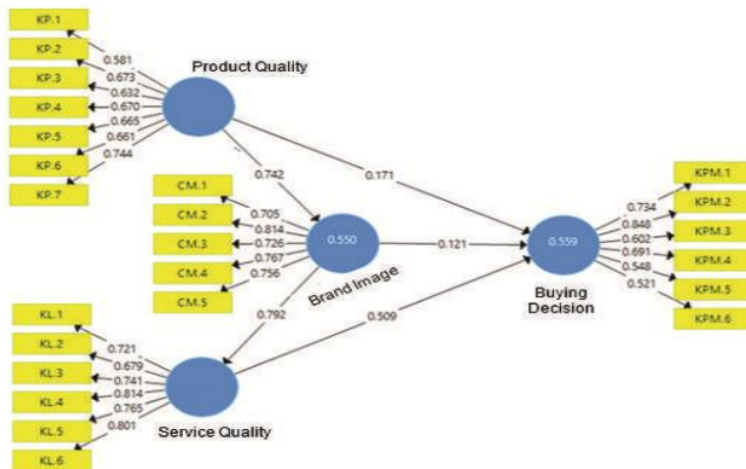 KP.1
KP.2
KP.3
KP.4
KP.5
KP.6
KP.7
0.581
0.673
0.632
0.670
0.665
0.661
0.744
Product Quality
0.742
0.171
CM.1
CM.2
CM.3
CM.4
CM.5
0.705
0.814
0.726
0.767
0.756
0.550
Brand Image
0.121
0.792
0.509
KL.1
KL.2
KL.3
KL.4
KL.5
KL.6
0.721
0.679
0.741
0.814
0.765
0.801
Service Quality
0.559
Buying
Decision
0.734
0.848
0.602
0.691
0.548
0.521
KPM.1
KPM.2
KPM.3
KPM.4
KPM.5
KPM.6